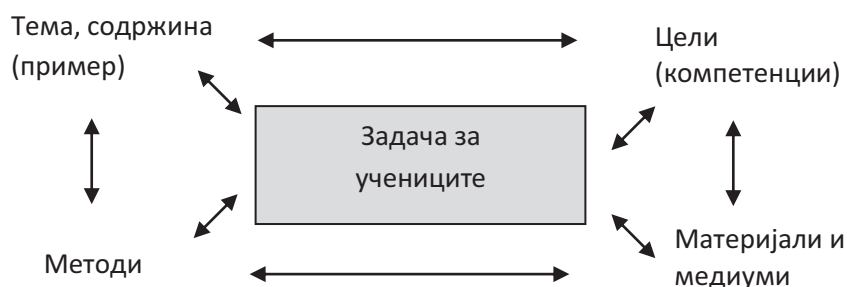 Тема, содржина
(пример)
Цели
(компетенции)
Задача за
учениците
Методи
Материјали и
медиуми